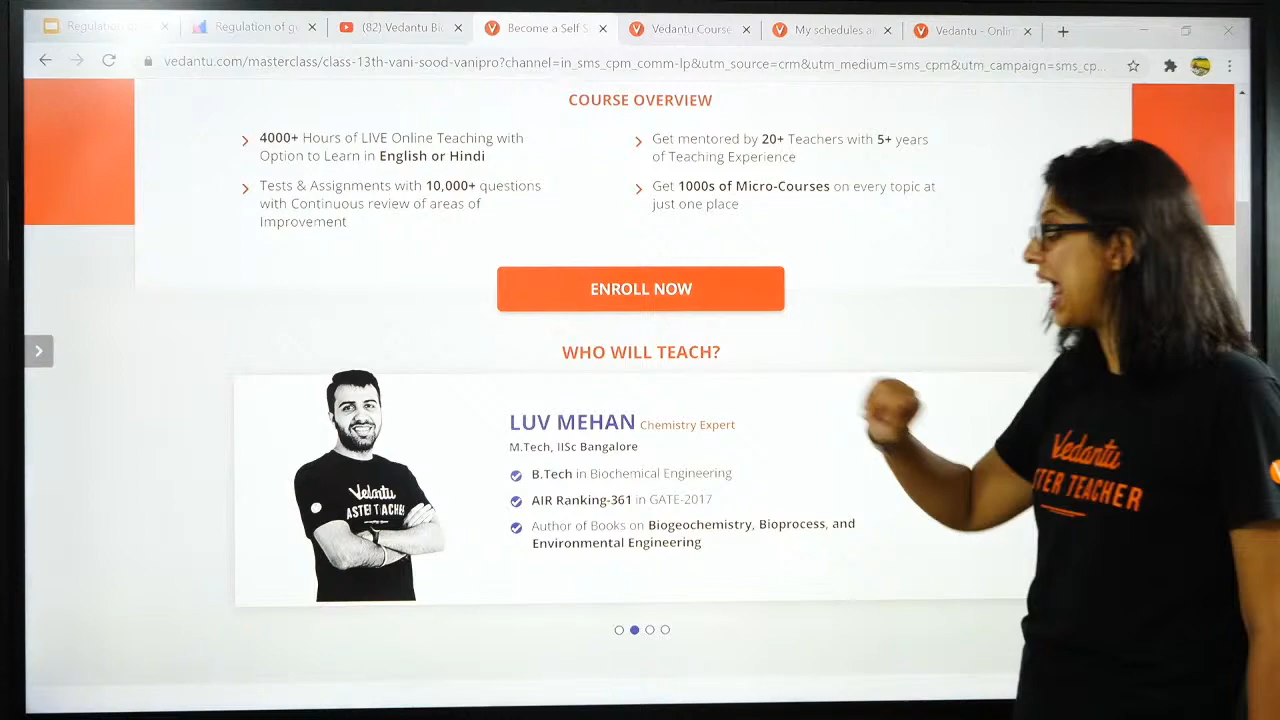 Regulation of
Regulation of g
(82) Vedantu Bi
Become a Self S
Vedantu Course
My schedules a
Vedantu - Onlin
vedantu.com/masterclass/class-13th-vani-sood-vanipro?channel=in_sms_cpm_comm-lp&utm_source=crm&utm_medium=sms_cpm&utm_campaign=sms_cp...
COURSE OVERVIEW
4000+ Hours of LIVE Online Teaching with
Option to Learn in English or Hindi
Tests & Assignments with 10,000+ questions
with Continuous review of areas of
Improvement
Get mentored by 20+ Teachers with 5+ years
of Teaching Experience
Get 1000s of Micro-Courses on every topic at
just one place
ENROLL NOW
WHO WILL TEACH?
LUV MEHAN Chemistry Expert
M.Tech, IISc Bangalore
B.Tech in Biochemical Engineering
AIR Ranking-361 in GATE-2017
Author of Books on Biogeochemistry, Bioprocess, and
Environmental Engineering
Vedantu
ASTER TEACHER
Vedantu
STER TEACHER